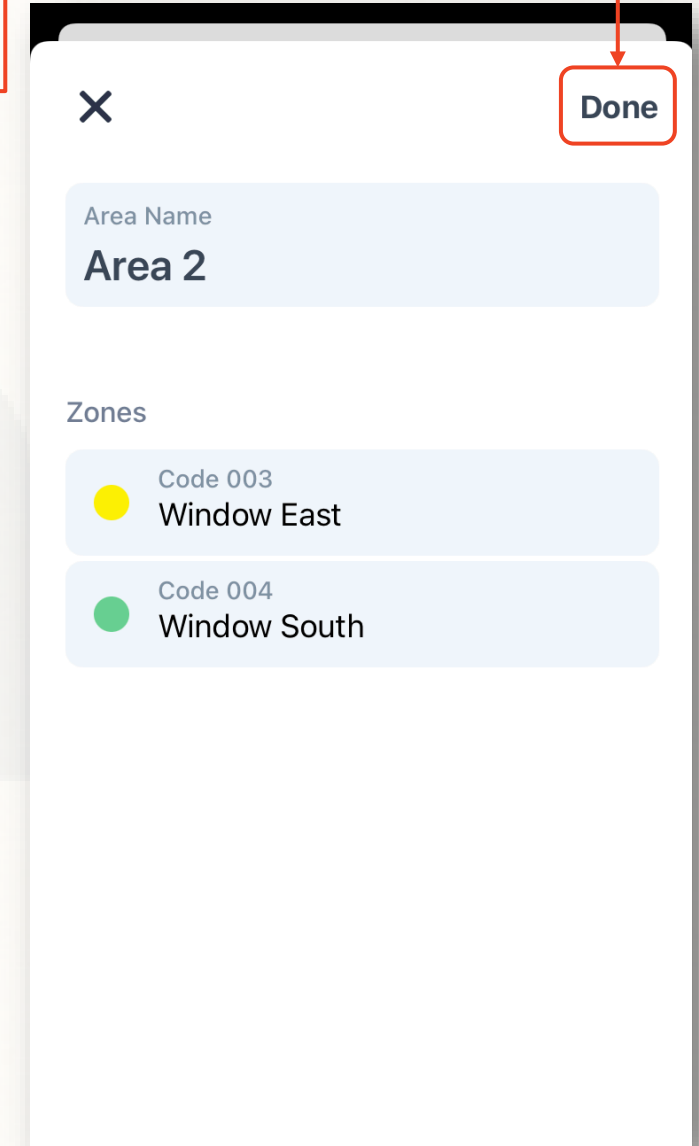 Done
Area Name
Area 2
Zones
Code 003
Window East
Code 004
Window South